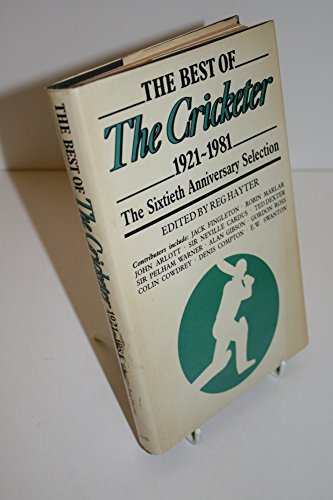 THE BEST OF
The Cricketer
1921-1981
The Sixtieth Anniversary Selection
EDITED BY REG HAYTER
Contributors include: JACK FINGLETON · ROBIN MARLAR
JOHN ARLOTT · SIR NEVILLE CARDUS · TED DEXTER
SIR PELHAM WARNER · ALAN GIBSON · GORDON ROSS
COLIN COWDREY · DENIS COMPTON · E.W. SWANTON
THE BEST OF The Cricketer 1921-1981